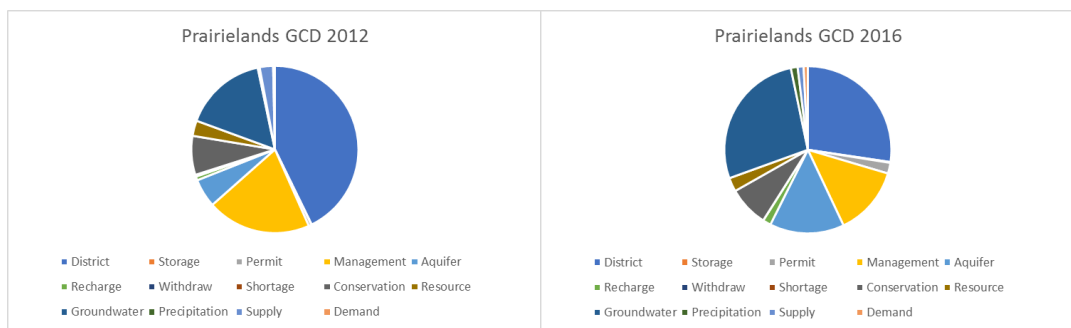 Prairielands GCD 2012
District Storage Permit Management Aquifer
Recharge Withdraw Shortage Conservation Resource
Groundwater Precipitation Supply Demand
Prairielands GCD 2016
District Storage Permit Management Aquifer
Recharge Withdraw Shortage Conservation Resource
Groundwater Precipitation Supply Demand